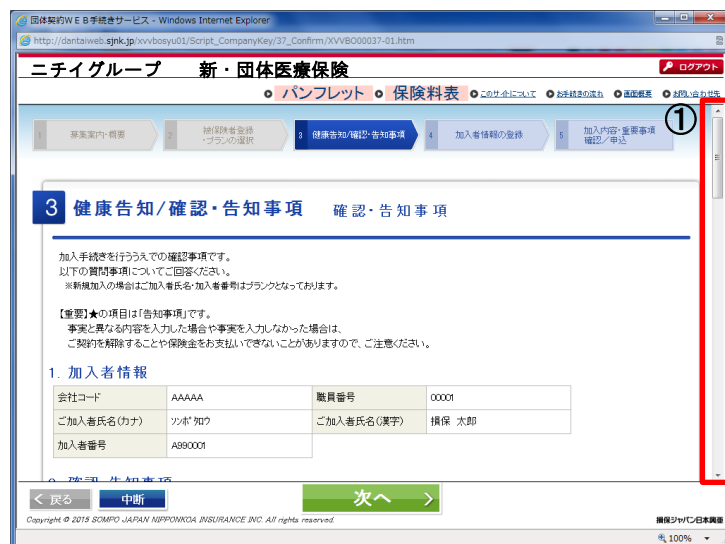 団体契約ＷＥＢ手続きサービス - Windows Internet Explorer
http://dantaiweb.sjnk.jp/xvvbosyu01/Script_CompanyKey/37_Confirm/XVVBO00037-01.htm
ニチイグループ　新・団体医療保険
ログアウト
パンフレット 保険料表 このサイトについて お手続きの流れ 画面概要 お問い合わせ先
①
1 募集案内・概要
2 被保険者登録・プランの選択
3 健康告知/確認・告知事項
4 加入者情報の登録
5 加入内容・重要事項確認／申込
3 健康告知/確認・告知事項　確認・告知事項
加入手続きを行ううえでの確認事項です。
以下の質問事項についてご回答ください。
※新規加入の場合はご加入者氏名・加入者番号はブランクとなっております。
【重要】★の項目は「告知事項」です。
事実と異なる内容を入力した場合や事実を入力しなかった場合は、
ご契約を解除することや保険金をお支払いできないことがありますので、ご注意ください。
1. 加入者情報
会社コード AAAAA 職員番号 00001
ご加入者氏名(カナ) ソンポ タロウ ご加入者氏名(漢字) 損保 太郎
加入者番号 A990001
2. 確認・告知事項
戻る 中断 次へ
Copyright © 2015 SOMPO JAPAN NIPPONKOA INSURANCE INC. All rights reserved.
損保ジャパン日本興亜
100%